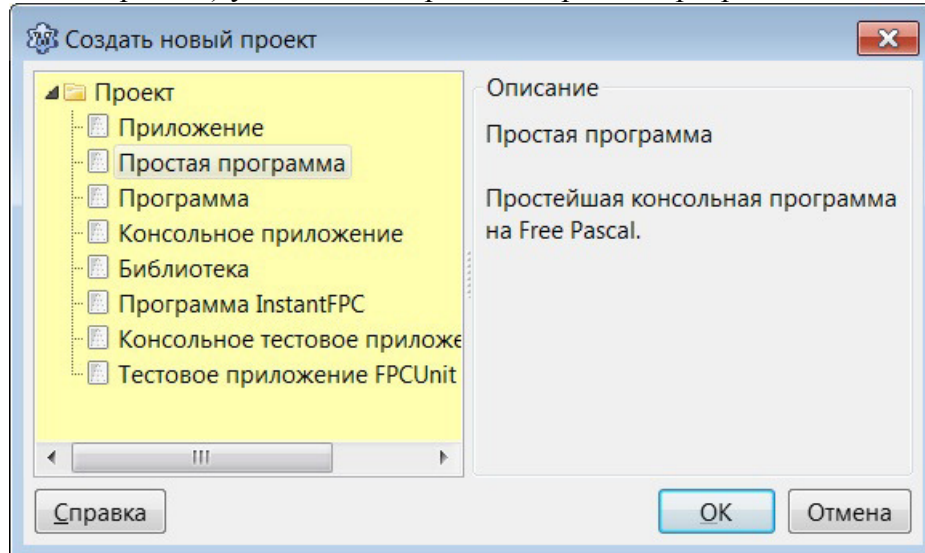 Создать новый проект
Проект
Приложение
Простая программа
Программа
Консольное приложение
Библиотека
Программа InstantFPC
Консольное тестовое приложе
Тестовое приложение FPCUnit
Описание
Простая программа
Простейшая консольная программа
на Free Pascal.
Справка
OK
Отмена